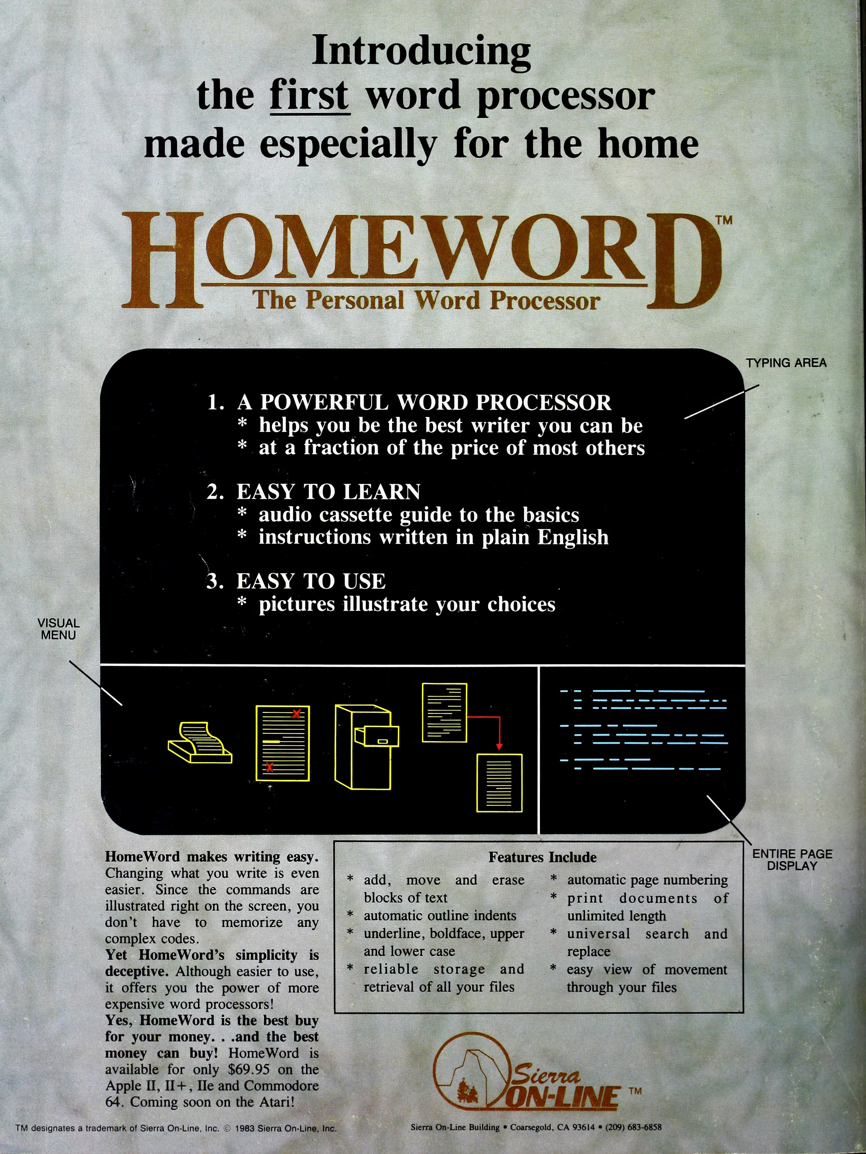 Introducing
the first word processor
made especially for the home
HOMEWORD™
The Personal Word Processor
TYPING AREA
1. A POWERFUL WORD PROCESSOR
* helps you be the best writer you can be
* at a fraction of the price of most others
2. EASY TO LEARN
* audio cassette guide to the basics
* instructions written in plain English
3. EASY TO USE
* pictures illustrate your choices
VISUAL
MENU
ENTIRE PAGE
DISPLAY
HomeWord makes writing easy.
Changing what you write is even
easier. Since the commands are
illustrated right on the screen, you
don't have to memorize any
complex codes.
Yet HomeWord's simplicity is
deceptive. Although easier to use,
it offers you the power of more
expensive word processors!
Yes, HomeWord is the best buy
for your money. . .and the best
money can buy! HomeWord is
available for only $69.95 on the
Apple II, II+, IIe and Commodore
64. Coming soon on the Atari!
Features Include
* add, move and erase
blocks of text
* automatic outline indents
* underline, boldface, upper
and lower case
* reliable storage and
retrieval of all your files
* automatic page numbering
* print documents of
unlimited length
* universal search and
replace
* easy view of movement
through your files
Sierra
ON-LINE ™
TM designates a trademark of Sierra On-Line, Inc. © 1983 Sierra On-Line, Inc.
Sierra On-Line Building • Coarsegold, CA 93614 • (209) 683-6858